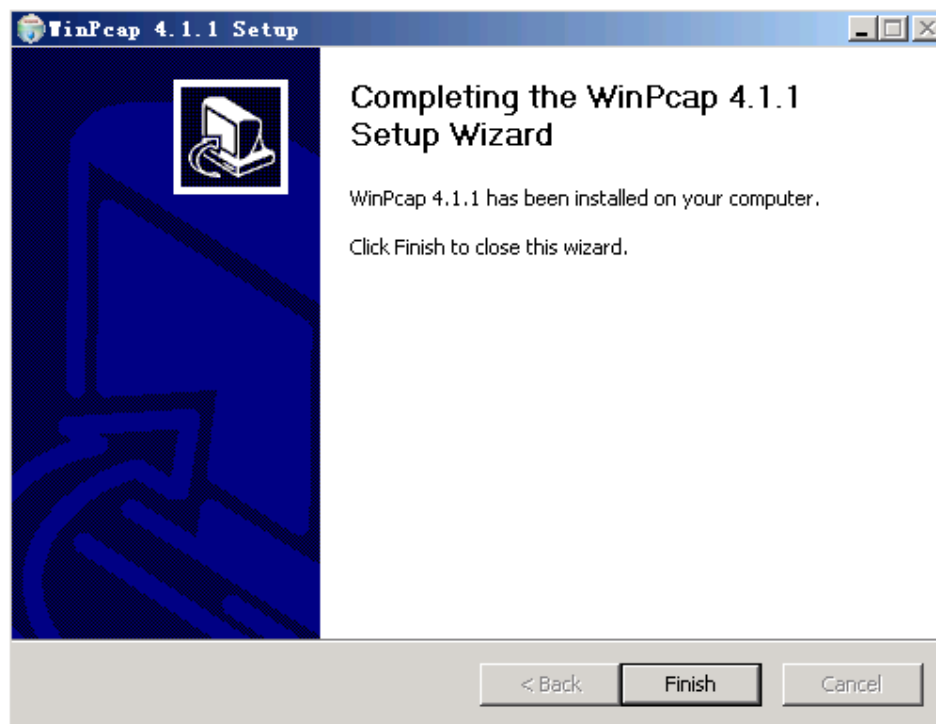 WinPcap 4.1.1 Setup
Completing the WinPcap 4.1.1
Setup Wizard
WinPcap 4.1.1 has been installed on your computer.
Click Finish to close this wizard.
< Back Finish Cancel